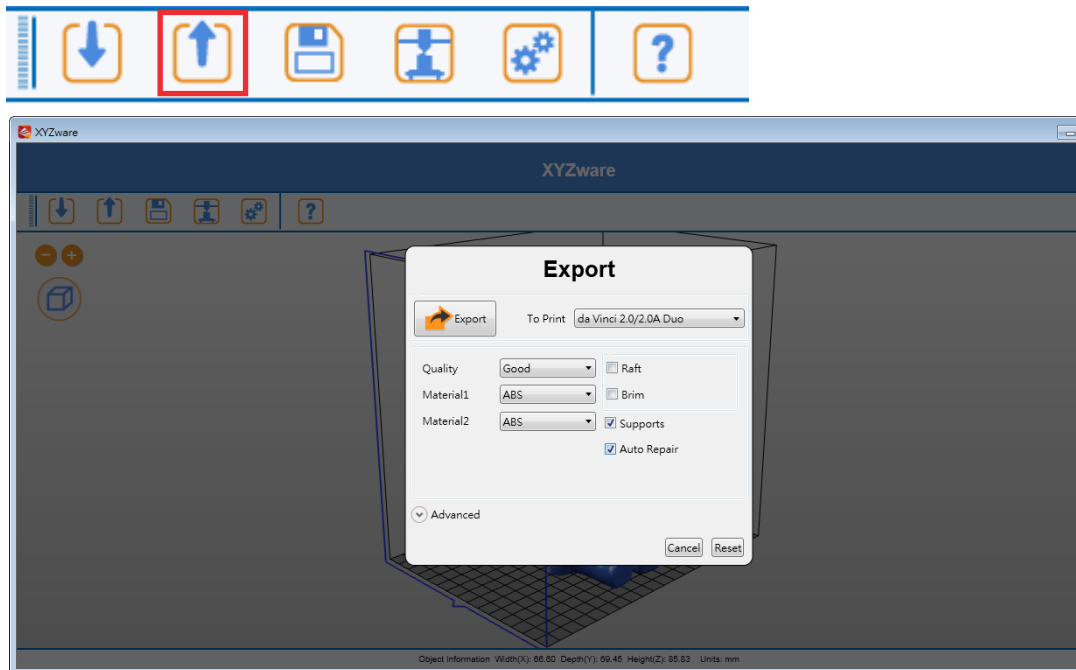 ?
XYZware
XYZware
?
Export
Export To Print da Vinci 2.0/2.0A Duo
Quality Good Raft
Material1 ABS Brim
Material2 ABS Supports
Auto Repair
Advanced
Cancel Reset
Object Information Width(X): 66.60 Depth(Y): 69.45 Height(Z): 85.83 Units: mm